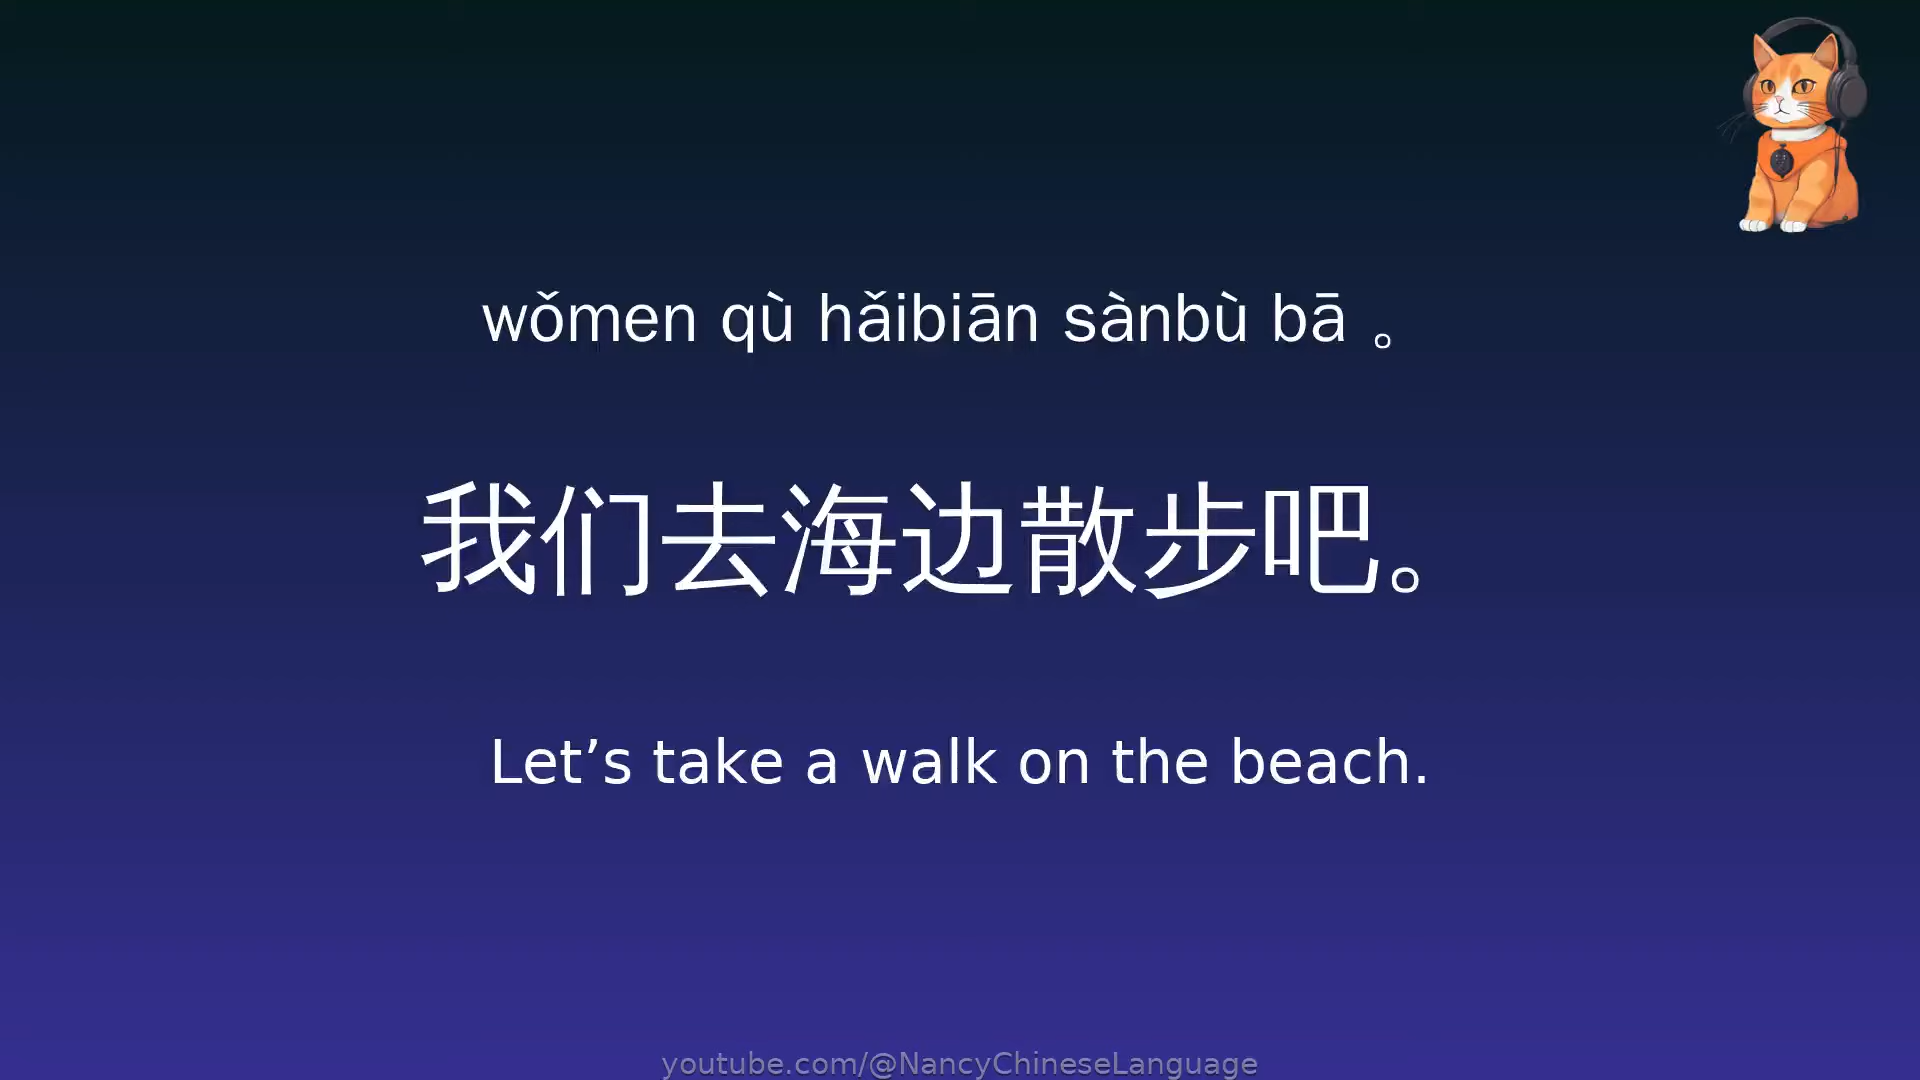 wǒmen qù hǎibiān sànbù bā 。
我们去海边散步吧。
Let’s take a walk on the beach.
youtube.com/@NancyChineseLanguage